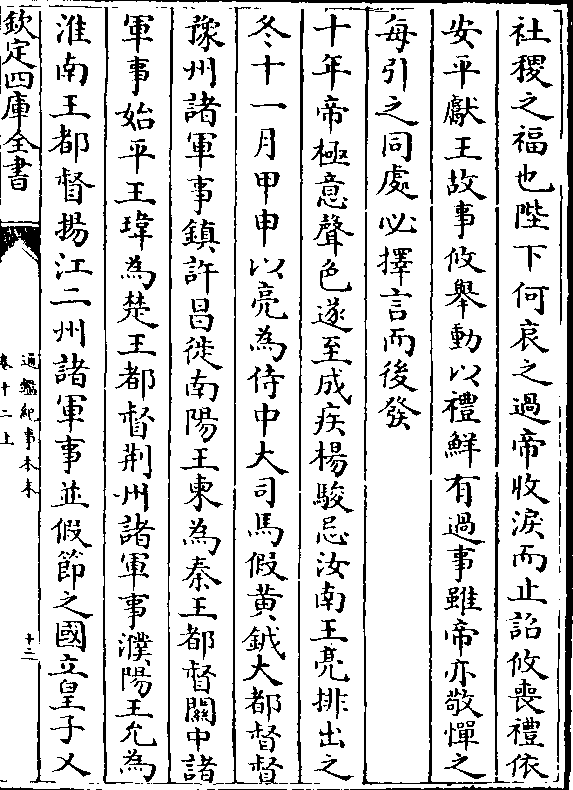 社稷之福也陛下何哀之過帝收淚而止詔攸喪禮依
安平獻王故事攸舉動以禮鮮有過事雖帝亦敬憚之
每引之同處必擇言而後發
十年帝極意聲色遂至成疾楊駿忌汝南王亮排出之
冬十一月甲申以亮為侍中大司馬假黄鉞大都督督
豫州諸軍事鎮許昌徙南陽王柬為秦王都督關中諸
軍事始平王瑋為楚王都督荆州諸軍事濮陽王允為
淮南王都督揚江二州諸軍事並假節之國立皇子乂
欽定四庫全書
通鑑紀事本末
卷十二上
十二